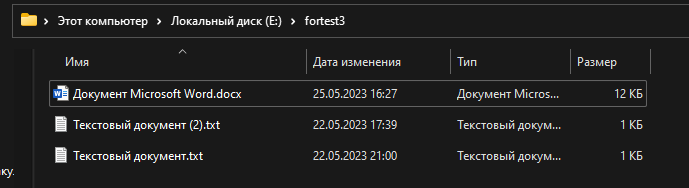 Этот компьютер > Локальный диск (E:) > fortest3
Имя Дата изменения Тип Размер
Документ Microsoft Word.docx 25.05.2023 16:27 Документ Micros... 12 КБ
Текстовый документ (2).txt 22.05.2023 17:39 Текстовый докум... 1 КБ
Текстовый документ.txt 22.05.2023 21:00 Текстовый докум... 1 КБ
аку.